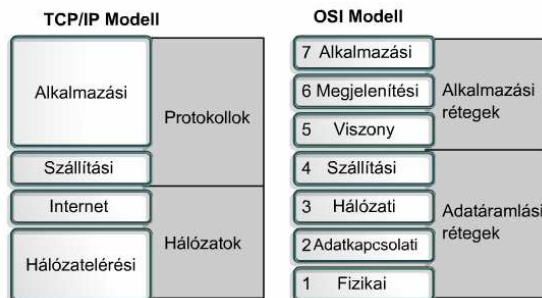 TCP/IP Modell
Alkalmazási
Szállítási
Internet
Hálózatelérési
Protokollok
Hálózatok
OSI Modell
7 Alkalmazási
6 Megjelenítési
5 Viszony
4 Szállítási
3 Hálózati
2 Adatkapcsolati
1 Fizikai
Alkalmazási
rétegek
Adatáramlási
rétegek